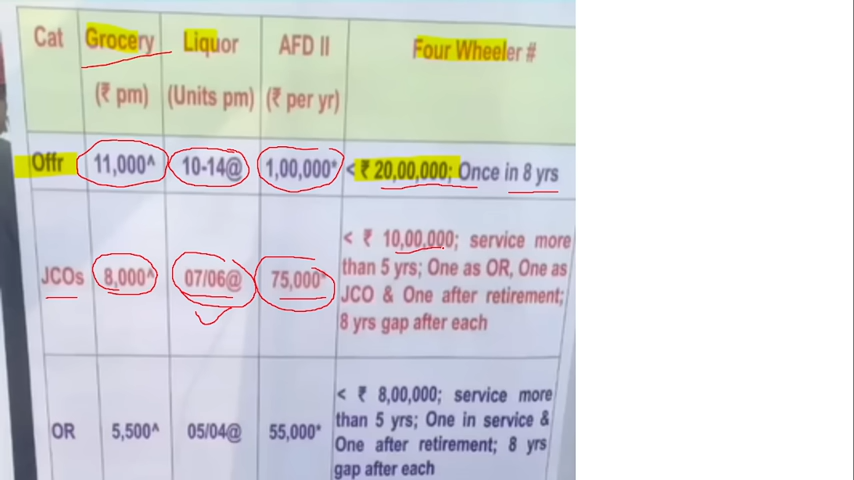 Cat Grocery Liquor AFD II Four Wheeler #
(₹ pm) (Units pm) (₹ per yr)
Offr 11,000^ 10-14@ 1,00,000* < ₹ 20,00,000; Once in 8 yrs
JCOs 8,000^ 07/06@ 75,000* < ₹ 10,00,000; service more
than 5 yrs; One as OR, One as
JCO & One after retirement;
8 yrs gap after each
OR 5,500^ 05/04@ 55,000* < ₹ 8,00,000; service more
than 5 yrs; One in service &
One after retirement; 8 yrs
gap after each